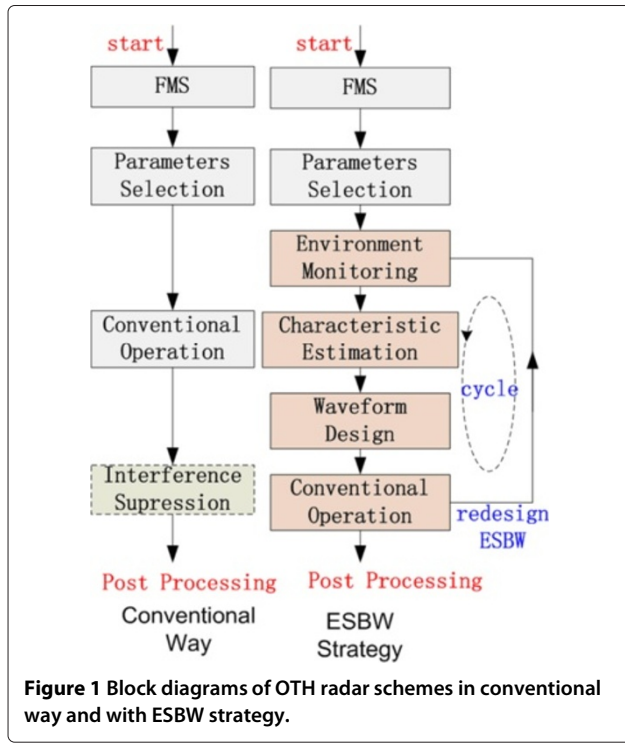 start
FMS
Parameters
Selection
Conventional
Operation
Interference
Supression
Post Processing
Conventional
Way
start
FMS
Parameters
Selection
Environment
Monitoring
Characteristic
Estimation
Waveform
Design
Conventional
Operation
cycle
redesign
ESBW
Post Processing
ESBW
Strategy
Figure 1 Block diagrams of OTH radar schemes in conventional
way and with ESBW strategy.